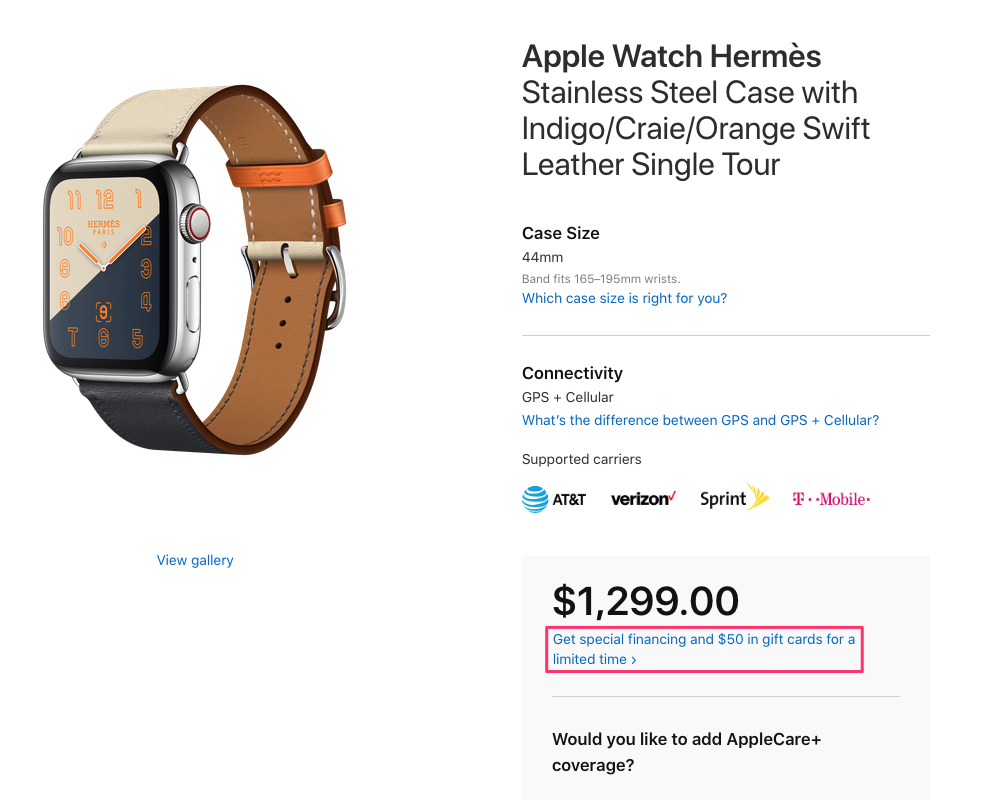 Apple Watch Hermès
Stainless Steel Case with
Indigo/Craie/Orange Swift
Leather Single Tour
Case Size
44mm
Band fits 165–195mm wrists.
Which case size is right for you?
Connectivity
GPS + Cellular
What's the difference between GPS and GPS + Cellular?
Supported carriers
AT&T verizon✓ Sprint T··Mobile·
11 12 1
HERMÈS
PARIS
10 2
9 3
8 4
7 6 5
View gallery
$1,299.00
Get special financing and $50 in gift cards for a
limited time ›
Would you like to add AppleCare+
coverage?